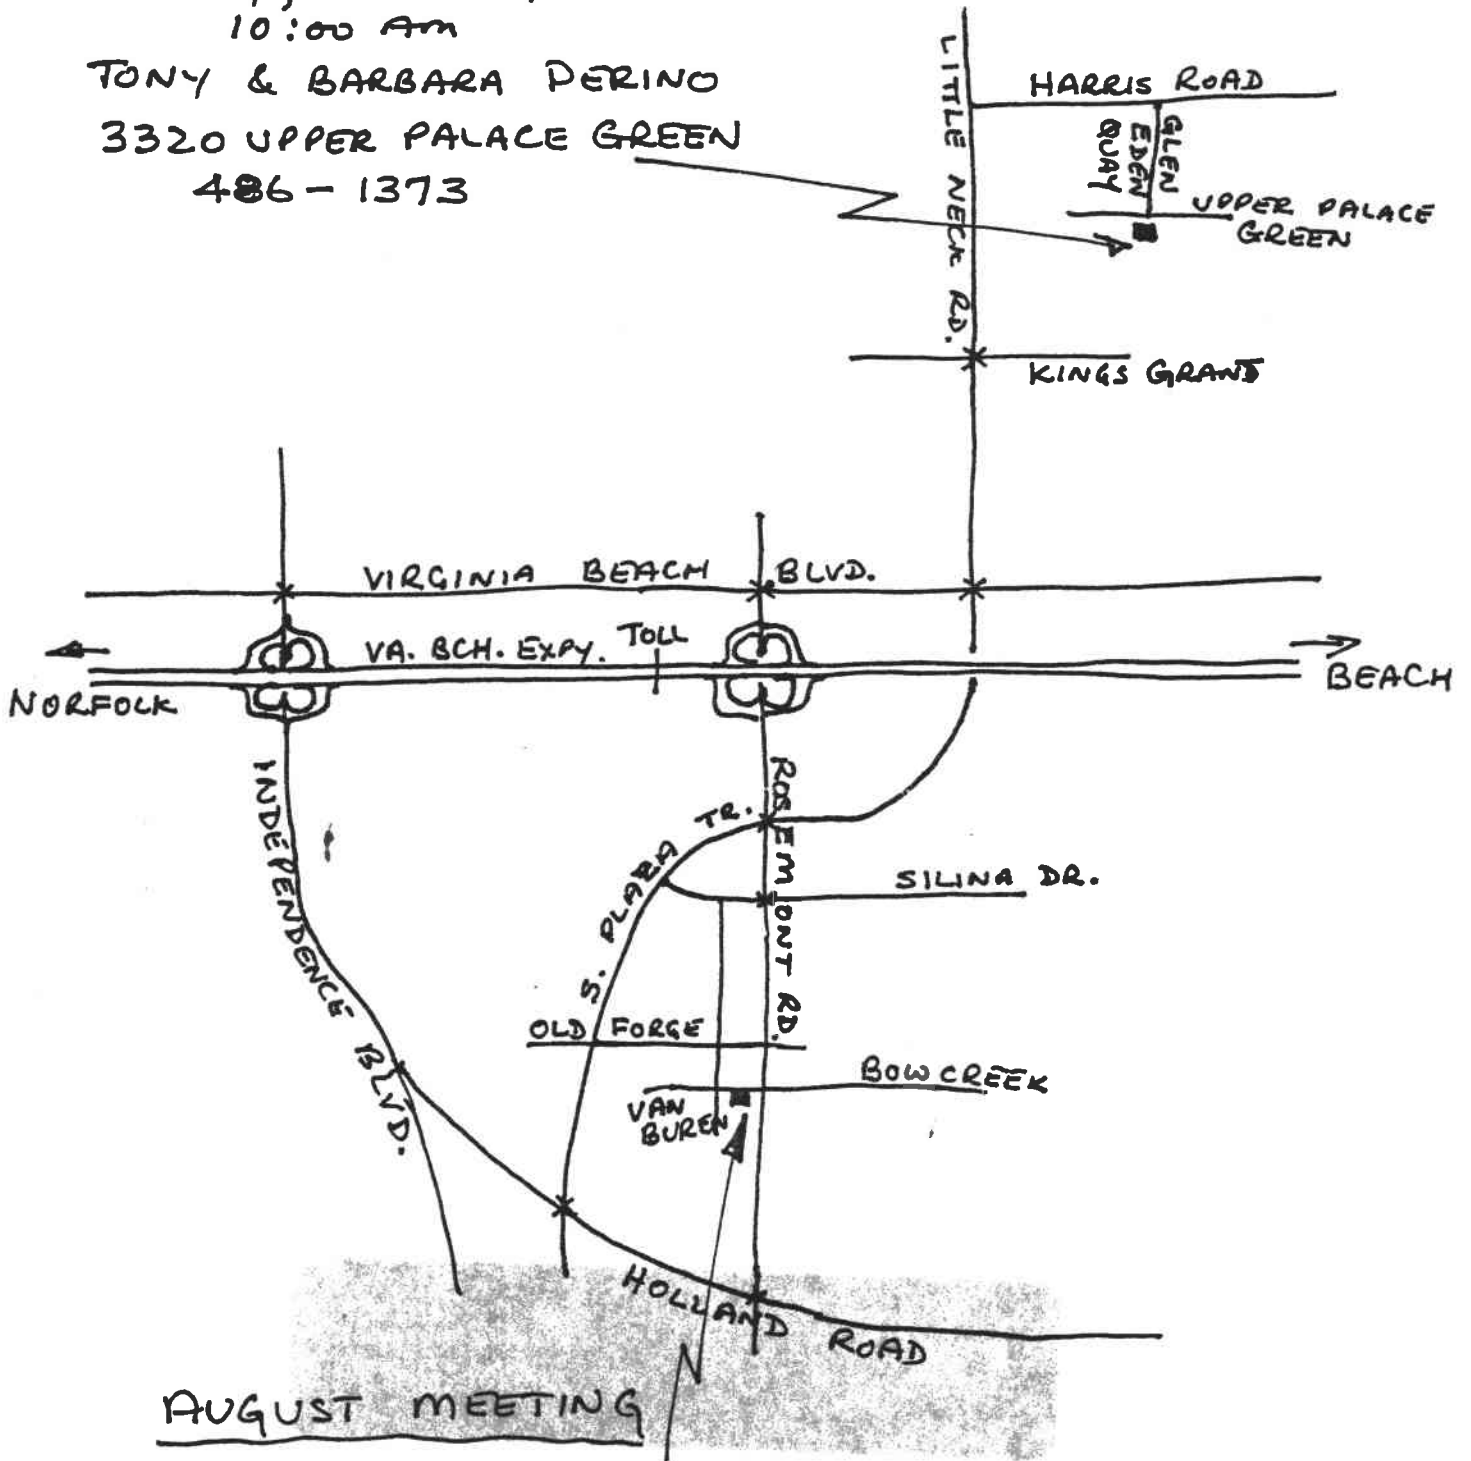 10:00 AM
TONY & BARBARA PERINO
3320 UPPER PALACE GREEN
486-1373
LITTLE NECK RD.
HARRIS ROAD
GLEN
EDEN
QUAY
UPPER PALACE
GREEN
KINGS GRANT
VIRGINIA BEACH BLVD.
VA. BCH. EXPY.
TOLL
NORFOLK
BEACH
INDEPENDENCE BLVD.
S. PLAZA TR.
ROSEMONT RD.
SILINA DR.
OLD FORGE
BOW CREEK
VAN
BUREN
HOLLAND ROAD
AUGUST MEETING